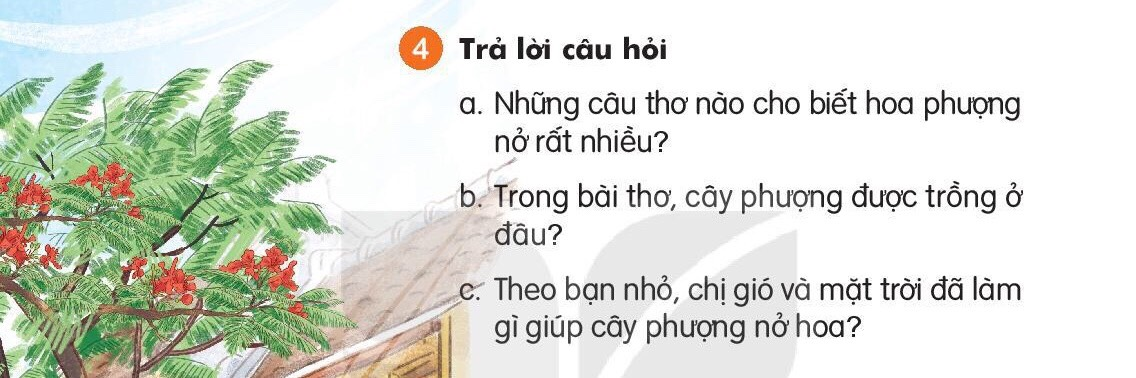 4 Trả lời câu hỏi
a. Những câu thơ nào cho biết hoa phượng
nở rất nhiều?
b. Trong bài thơ, cây phượng được trồng ở
đâu?
c. Theo bạn nhỏ, chị gió và mặt trời đã làm
gì giúp cây phượng nở hoa?